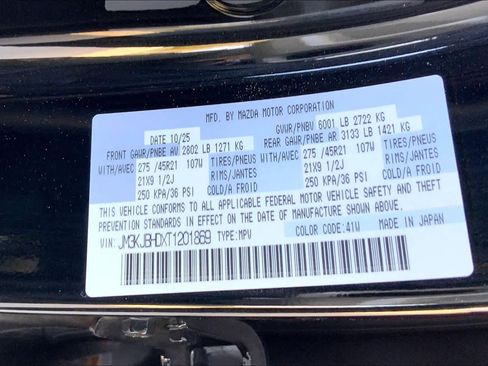 MFD. BY MAZDA MOTOR CORPORATION
DATE 10/25 GVWR/PNBV 6001 LB 2722 KG
FRONT GAWR/PNBE AV 2802 LB 1271 KG REAR GAWR/PNBE AR 3133 LB 1421 KG
WITH/AVEC 275 /45R21 107W TIRES/PNEUS WITH/AVEC 275 /45R21 107W TIRES/PNEUS
21X9 1/2J RIMS/JANTES 21X9 1/2J RIMS/JANTES
250 KPA/36 PSI COLD/A FROID 250 KPA/36 PSI COLD/A FROID
THIS VEHICLE CONFORMS TO ALL APPLICABLE FEDERAL MOTOR VEHICLE SAFETY AND THEFT
PREVENTION STANDARDS IN EFFECT ON THE DATE OF MANUFACTURE SHOWN ABOVE.
VIN: JM3KJBHDXT1201869 TYPE:MPV MADE IN JAPAN
COLOR CODE:41W